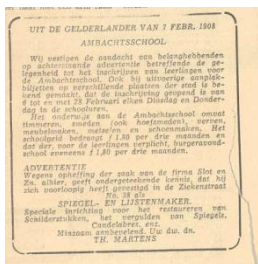 UIT DE GELDERLANDER VAN 7 FEBR. 1908
AMBACHTSSCHOOL
Wij vestigen de aandacht van belanghebbenden
op achterstaande advertentie betreffende de ge-
legenheid tot het inschrijven van leerlingen voor
de Ambachtsschool. Ook bij uitvoerige aanplak-
biljetten op verschillende plaatsen der stad is be-
kend gemaakt, dat de inschrijving geopend is van
6 tot en met 28 Februari elken Dinsdag en Donder-
dag in de schooluren.
Het onderwijs aan de Ambachtsschool omvat
timmeren, smeden (ook hoefsmeden), verven,
meubelmaken, metselen en schoenmaken. Het
schoolgeld bedraagt f 1.80 per drie maanden en
dat der, voor de leerlingen verplicht, burgeravond-
school eveneens f 1,80 per drie maanden.
ADVERTENTIE
Wegens opheffing der zaak van de firma Slot en
Zn. alhier, geeft ondergeteekende kennis, dat hij
zich voorloopig heeft gevestigd in de Ziekenstraat
No. 38 als
SPIEGEL- EN LIJSTENMAKER.
Speciale inrichting voor het restaureren van
Schilderstukken, het vergulden van Spiegels,
Candelabres, enz.
Minzaam aanbevelend. Uw dw. dn.
TH. MARTENS